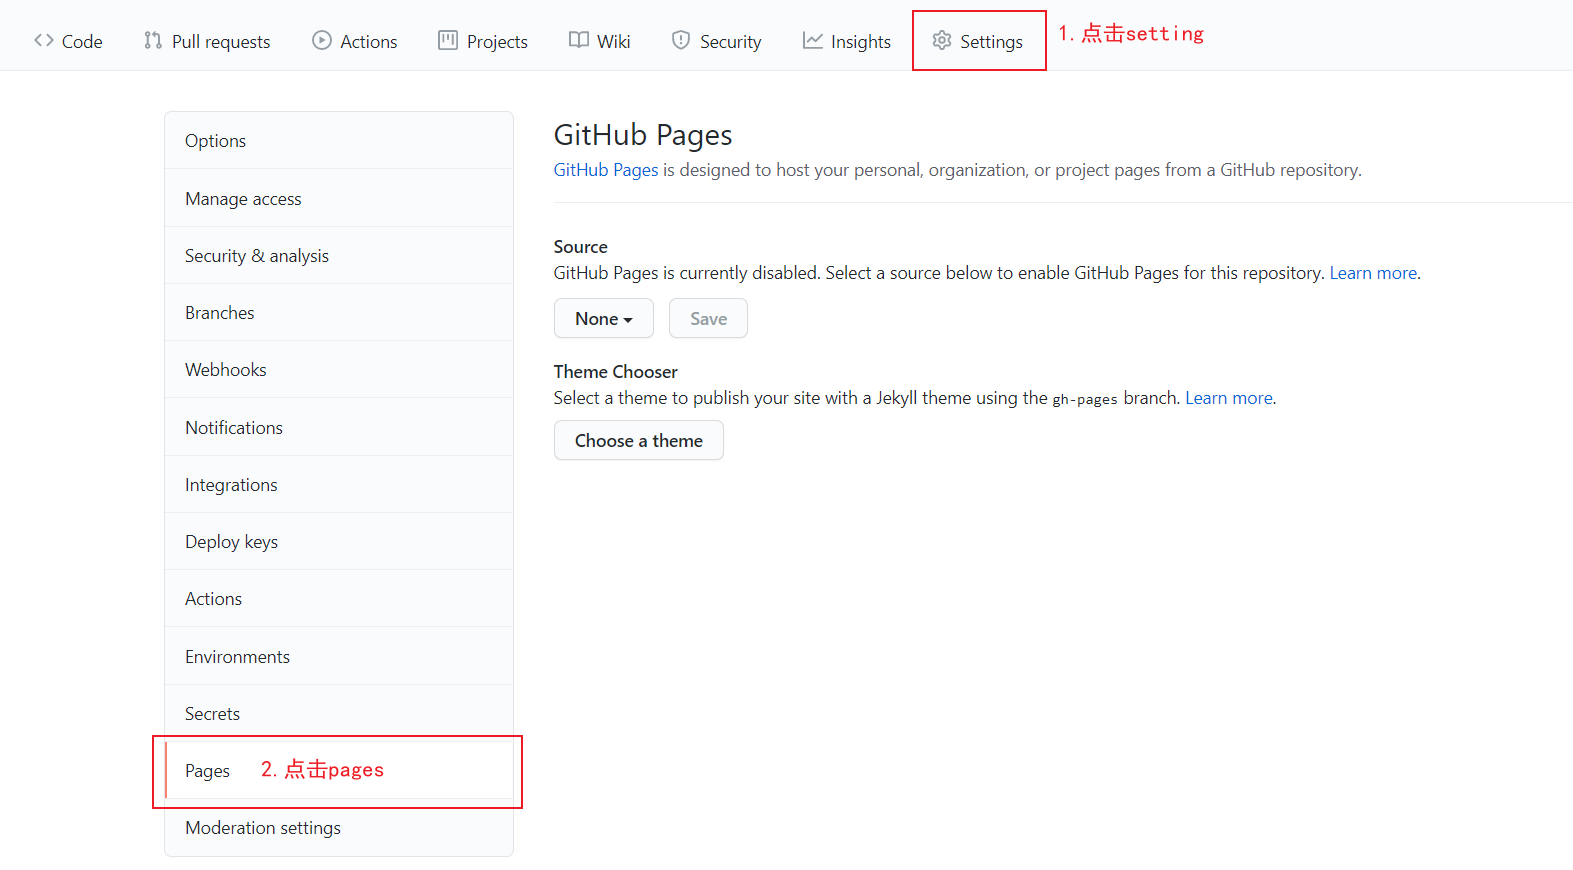 Code Pull requests Actions Projects Wiki Security Insights Settings 1. 点击setting
Options
Manage access
Security & analysis
Branches
Webhooks
Notifications
Integrations
Deploy keys
Actions
Environments
Secrets
Pages 2. 点击pages
Moderation settings
GitHub Pages
GitHub Pages is designed to host your personal, organization, or project pages from a GitHub repository.
Source
GitHub Pages is currently disabled. Select a source below to enable GitHub Pages for this repository. Learn more.
None Save
Theme Chooser
Select a theme to publish your site with a Jekyll theme using the gh-pages branch. Learn more.
Choose a theme